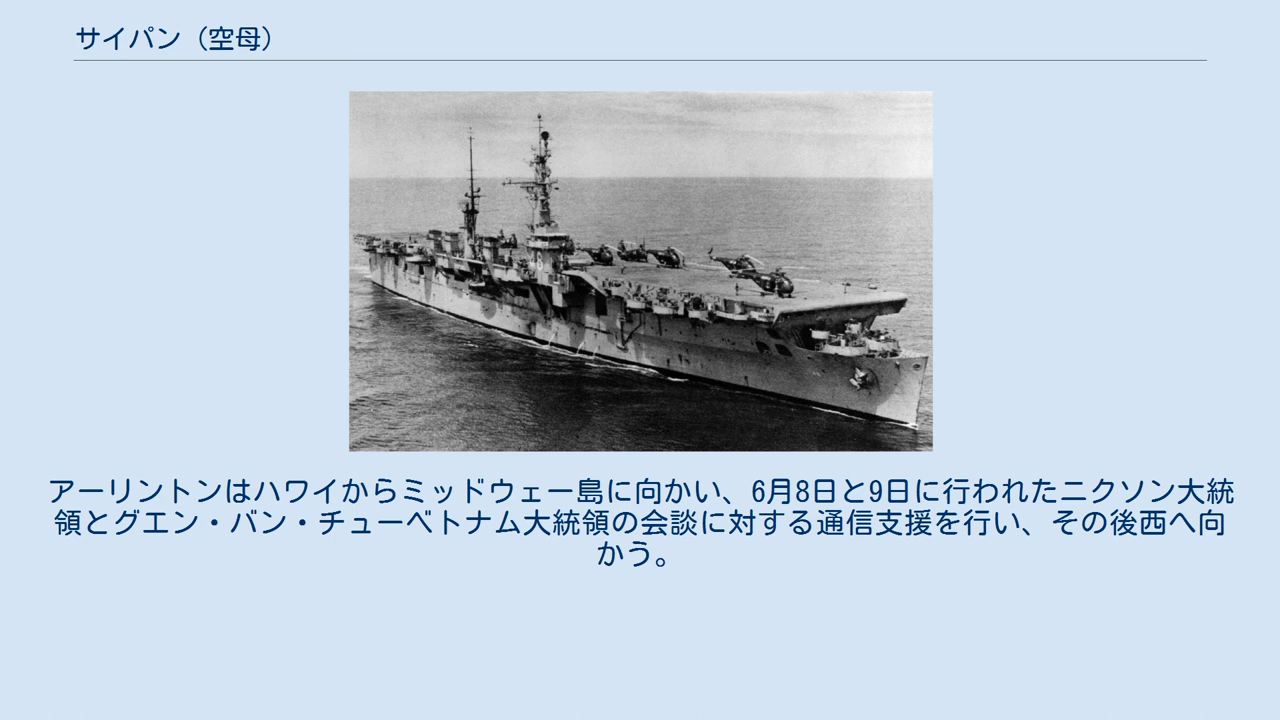 サイパン（空母）
48
アーリントンはハワイからミッドウェー島に向かい、6月8日と9日に行われたニクソン大統
領とグエン・バン・チューベトナム大統領の会談に対する通信支援を行い、その後西へ向
かう。